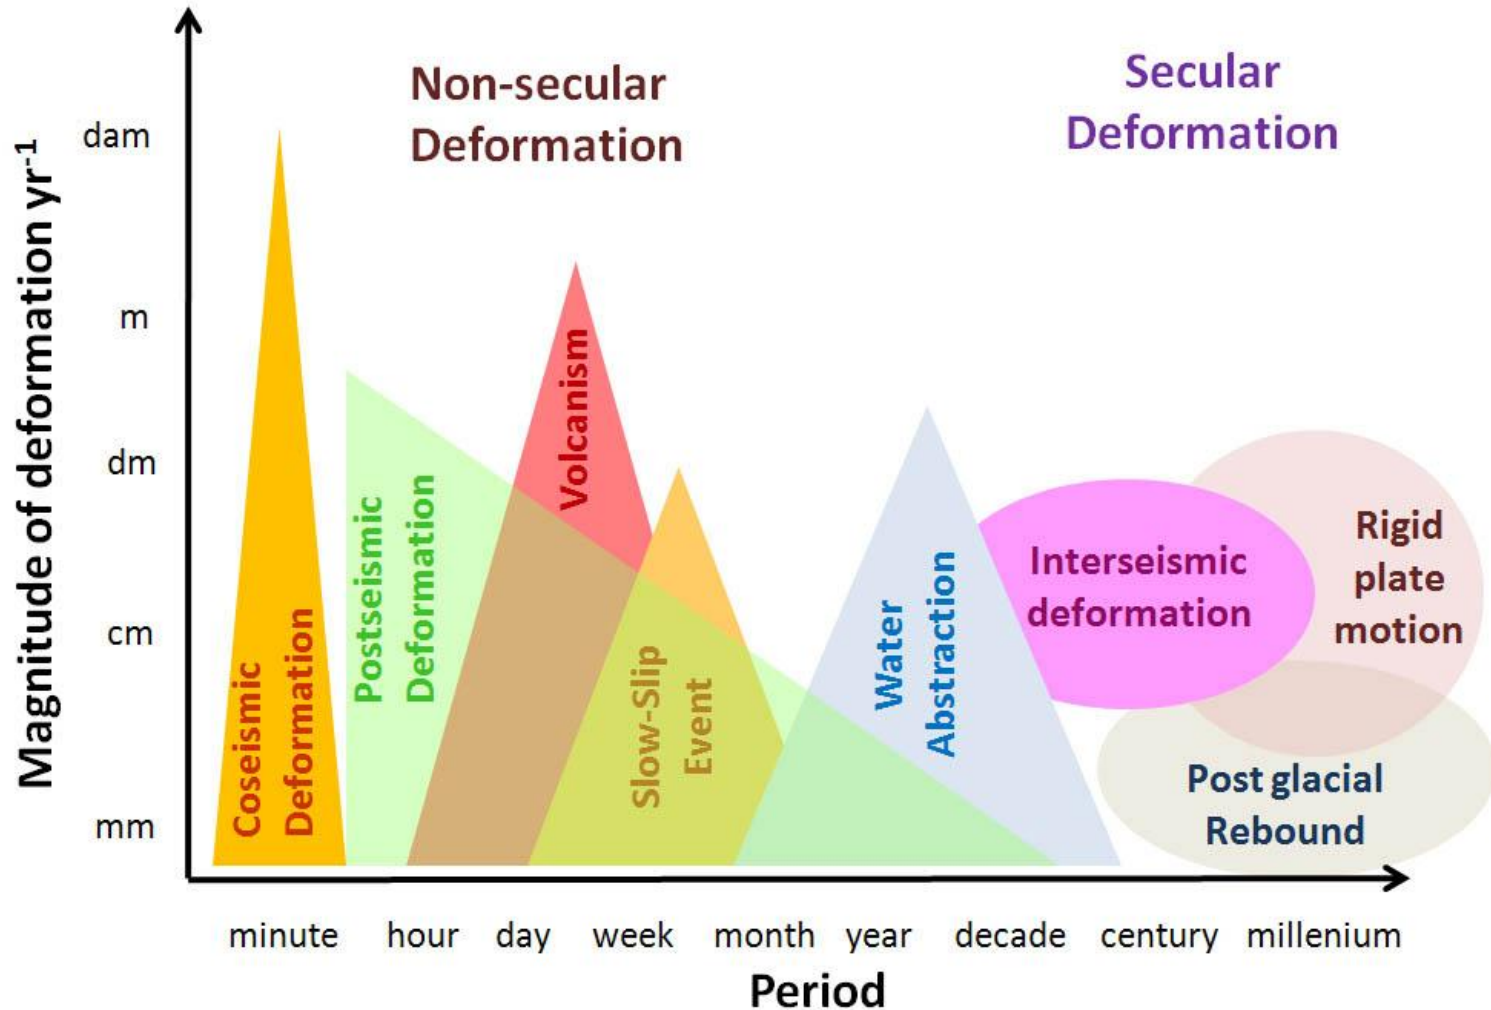 Non-secular
Deformation
Secular
Deformation
Magnitude of deformation yr-1
dam
m
dm
cm
mm
Coseismic
Deformation
Postseismic
Deformation
Volcanism
Slow-Slip
Event
Water
Abstraction
Interseismic
deformation
Rigid
plate
motion
Post glacial
Rebound
minute hour day week month year decade century millenium
Period